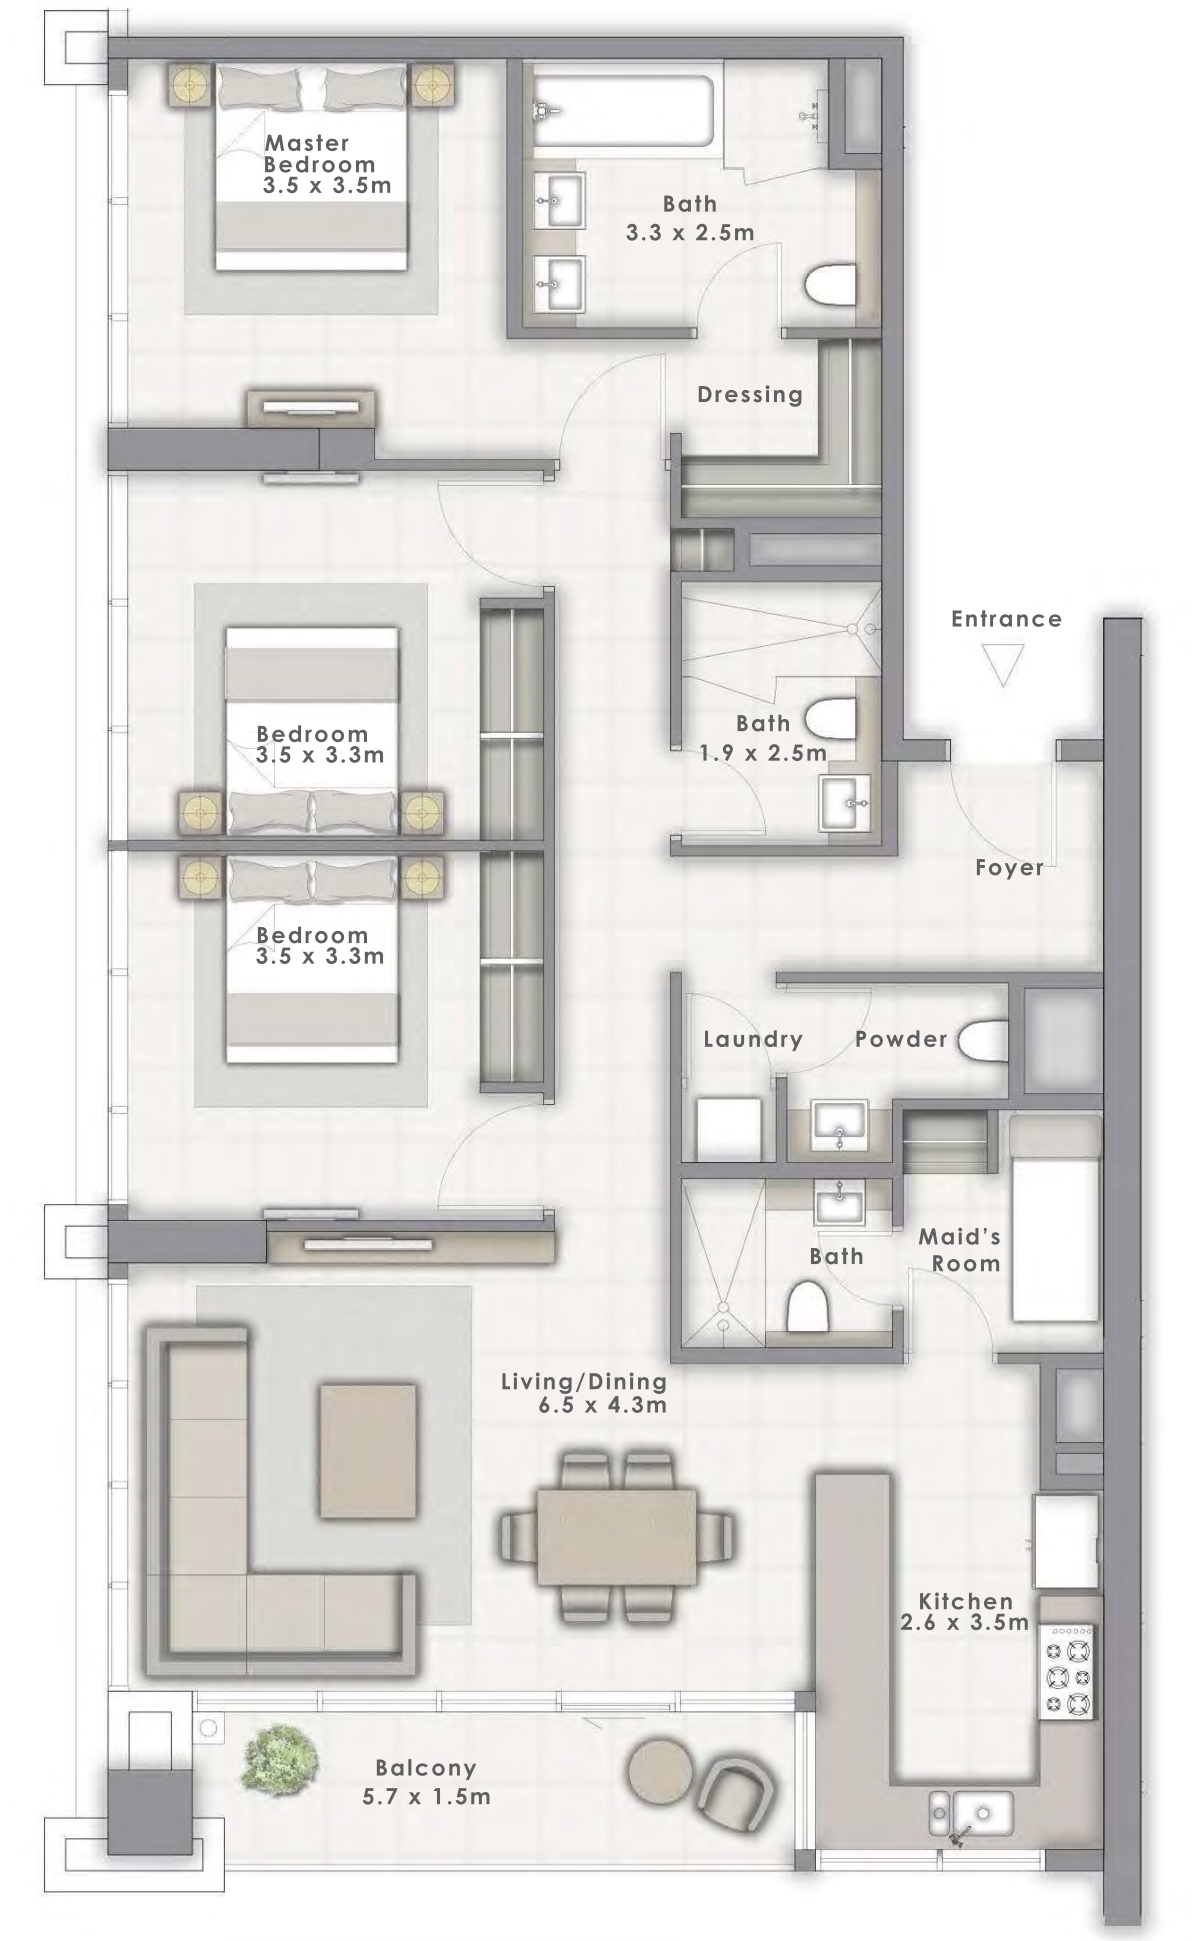 Master
Bedroom
3.5 x 3.5m
Bath
3.3 x 2.5m
Dressing
Entrance
Bedroom
3.5 x 3.3m
Bath
1.9 x 2.5m
Foyer
Bedroom
3.5 x 3.3m
Laundry
Powder
Maid's
Room
Bath
Living/Dining
6.5 x 4.3m
Kitchen
2.6 x 3.5m
Balcony
5.7 x 1.5m